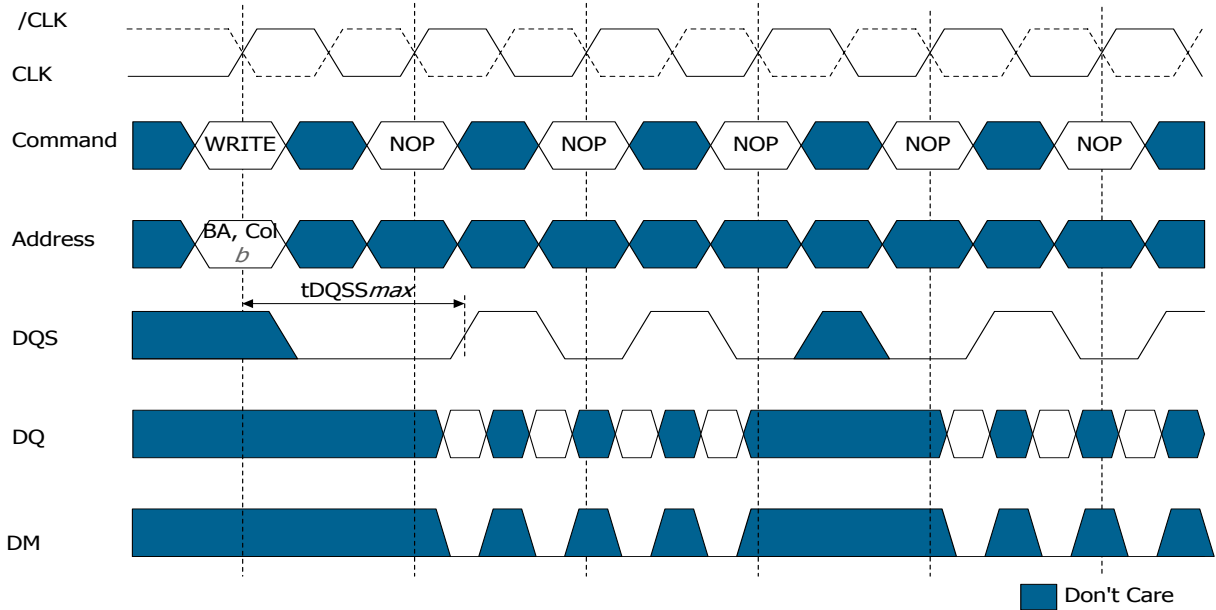 /CLK
CLK
Command
WRITE NOP NOP NOP NOP NOP
Address
BA, Col
b
tDQSSmax
DQS
DQ
DM
Don't Care